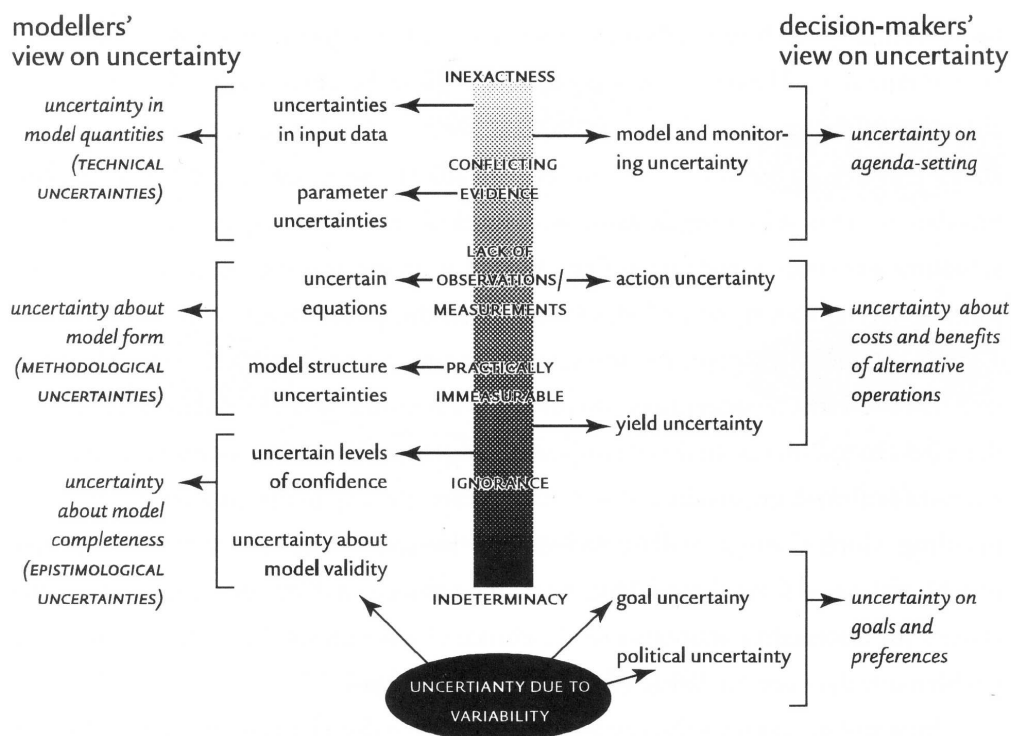 modellers'
view on uncertainty
decision-makers'
view on uncertainty
uncertainty in
model quantities
(TECHNICAL
UNCERTAINTIES)
uncertainty about
model form
(METHODOLOGICAL
UNCERTAINTIES)
uncertainty
about model
completeness
(EPISTIMOLOGICAL
UNCERTAINTIES)
uncertainties
in input data
parameter
uncertainties
uncertain
equations
model structure
uncertainties
uncertain levels
of confidence
uncertainty about
model validity
INEXACTNESS
CONFLICTING
EVIDENCE
LACK OF
OBSERVATIONS/
MEASUREMENTS
PRACTICALLY
IMMEASURABLE
IGNORANCE
INDETERMINACY
UNCERTIANTY DUE TO
VARIABILITY
model and monitor-
ing uncertainty
action uncertainty
yield uncertainty
goal uncertainy
political uncertainty
uncertainty on
agenda-setting
uncertainty about
costs and benefits
of alternative
operations
uncertainty on
goals and
preferences